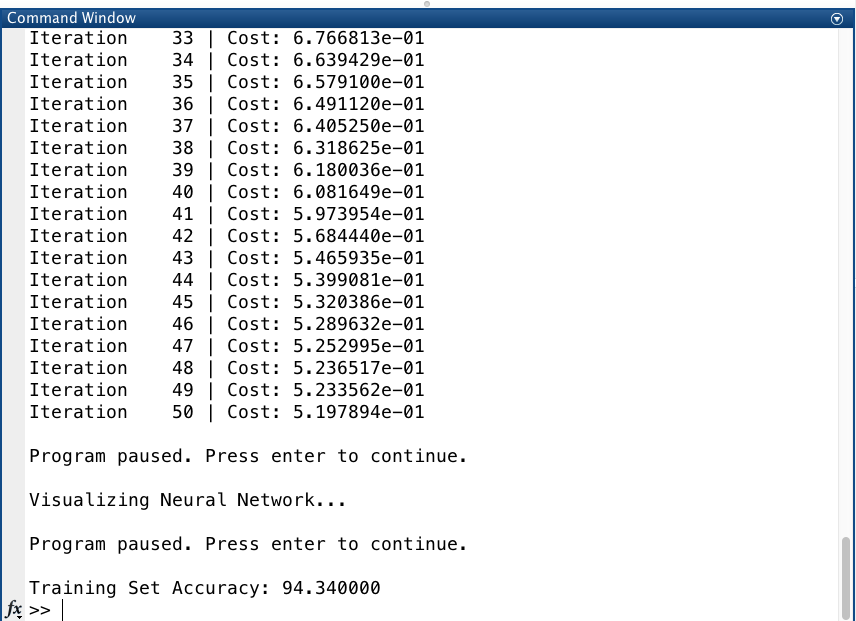 Command Window
Iteration    33 | Cost: 6.766813e-01
Iteration    34 | Cost: 6.639429e-01
Iteration    35 | Cost: 6.579100e-01
Iteration    36 | Cost: 6.491120e-01
Iteration    37 | Cost: 6.405250e-01
Iteration    38 | Cost: 6.318625e-01
Iteration    39 | Cost: 6.180036e-01
Iteration    40 | Cost: 6.081649e-01
Iteration    41 | Cost: 5.973954e-01
Iteration    42 | Cost: 5.684440e-01
Iteration    43 | Cost: 5.465935e-01
Iteration    44 | Cost: 5.399081e-01
Iteration    45 | Cost: 5.320386e-01
Iteration    46 | Cost: 5.289632e-01
Iteration    47 | Cost: 5.252995e-01
Iteration    48 | Cost: 5.236517e-01
Iteration    49 | Cost: 5.233562e-01
Iteration    50 | Cost: 5.197894e-01
Program paused. Press enter to continue.
Visualizing Neural Network...
Program paused. Press enter to continue.
Training Set Accuracy: 94.340000
fx >>